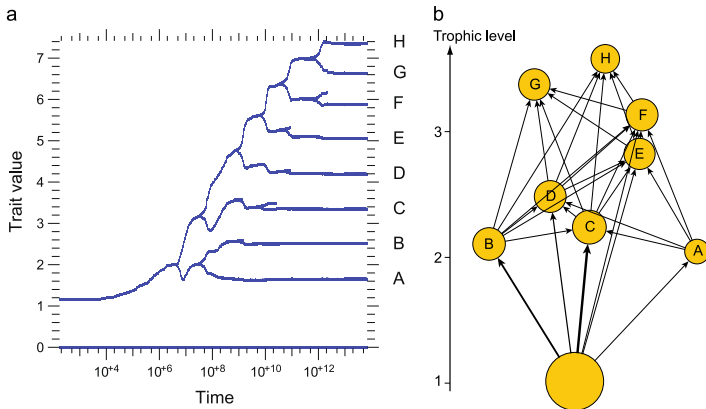 a
Trait value
7
6
5
4
3
2
1
0
10+4
10+6
10+8
10+10
10+12
Time
H
G
F
E
D
C
B
A
b
Trophic level
3
2
1
H
G
F
E
D
C
B
A